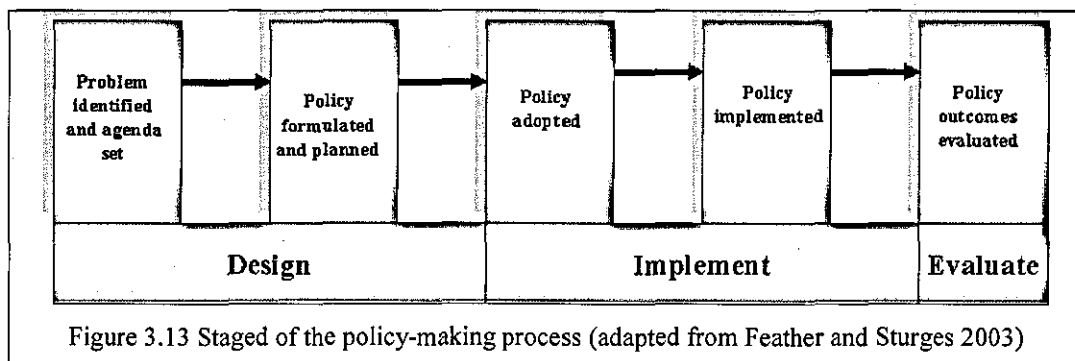 Problem
identified
and agenda
set
Policy
formulated
and planned
Policy
adopted
Policy
implemented
Policy
outcomes
evaluated
Design
Implement
Evaluate
Figure 3.13 Staged of the policy-making process (adapted from Feather and Sturges 2003)